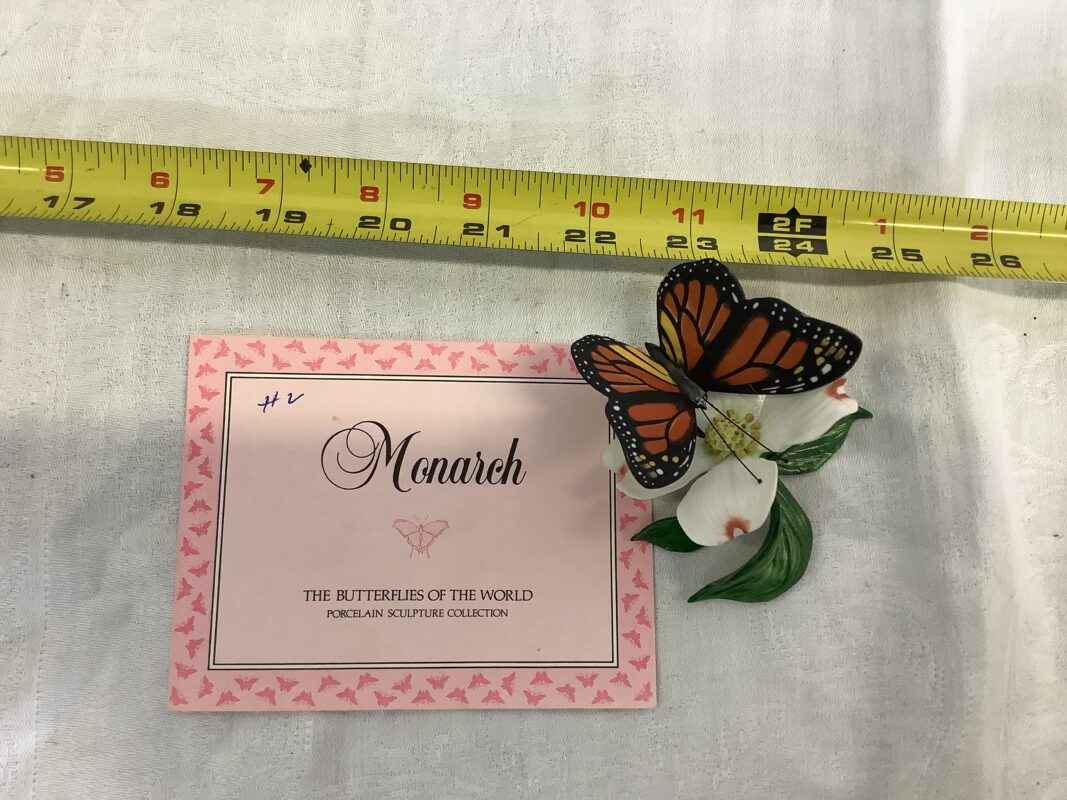 5 6 7 8 9 10 11 2F 1 2
17 18 19 20 21 22 23 24 25 26
#2
Monarch
THE BUTTERFLIES OF THE WORLD
PORCELAIN SCULPTURE COLLECTION